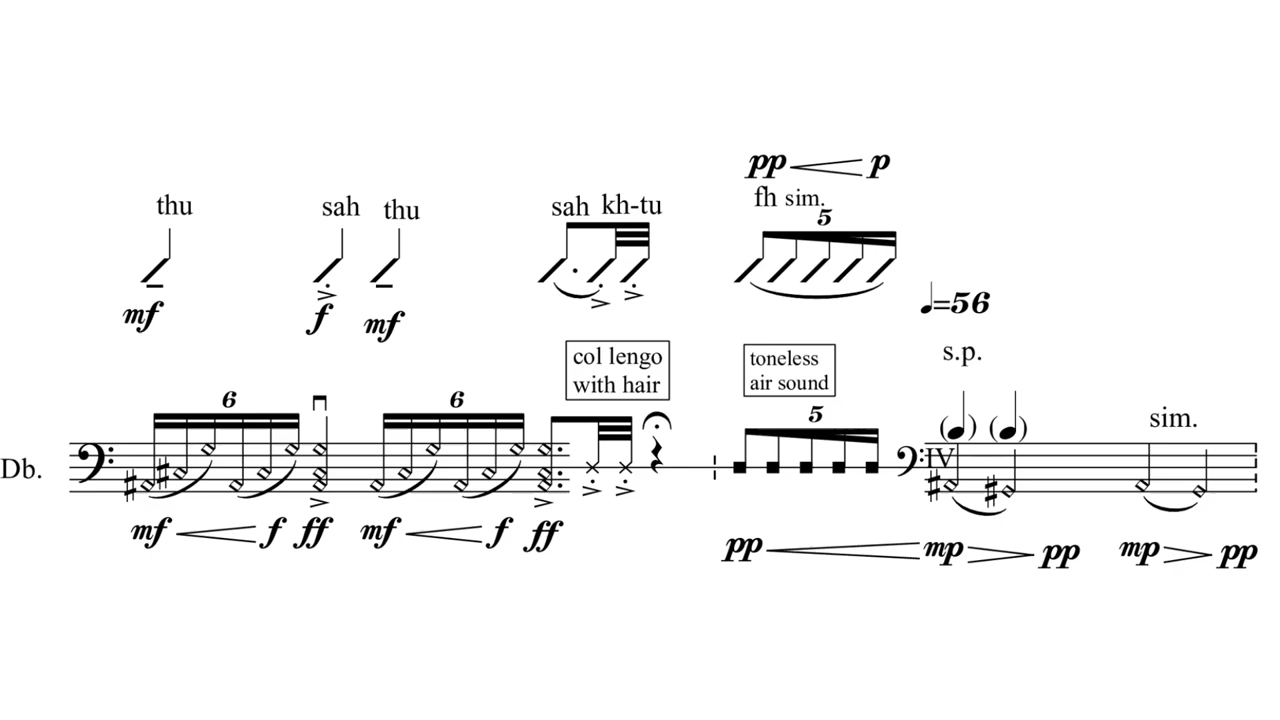 pp p
thu sah thu sah kh-tu fh sim.
5
mf f mf
♩=56
col lengo
with hair
toneless
air sound
s.p.
6 6 5
( ) ( ) sim.
Db. IV
mf f ff mf f ff pp mp pp mp pp